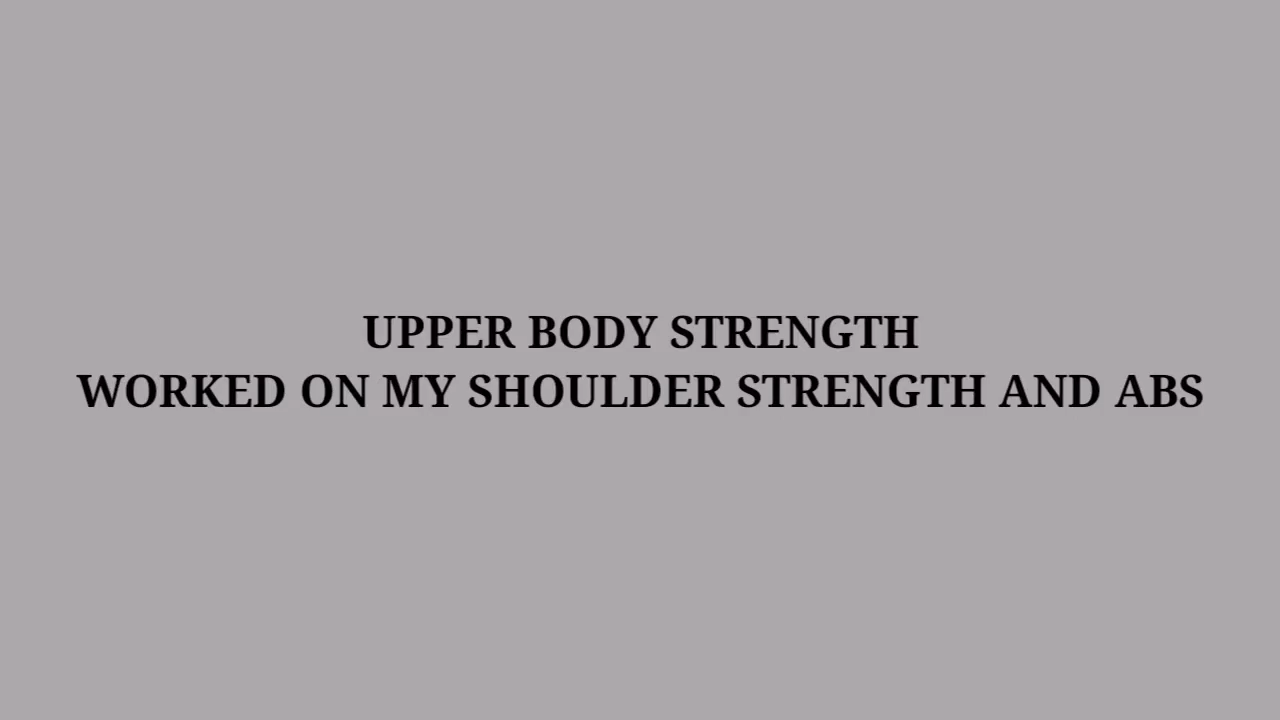 UPPER BODY STRENGTH
WORKED ON MY SHOULDER STRENGTH AND ABS